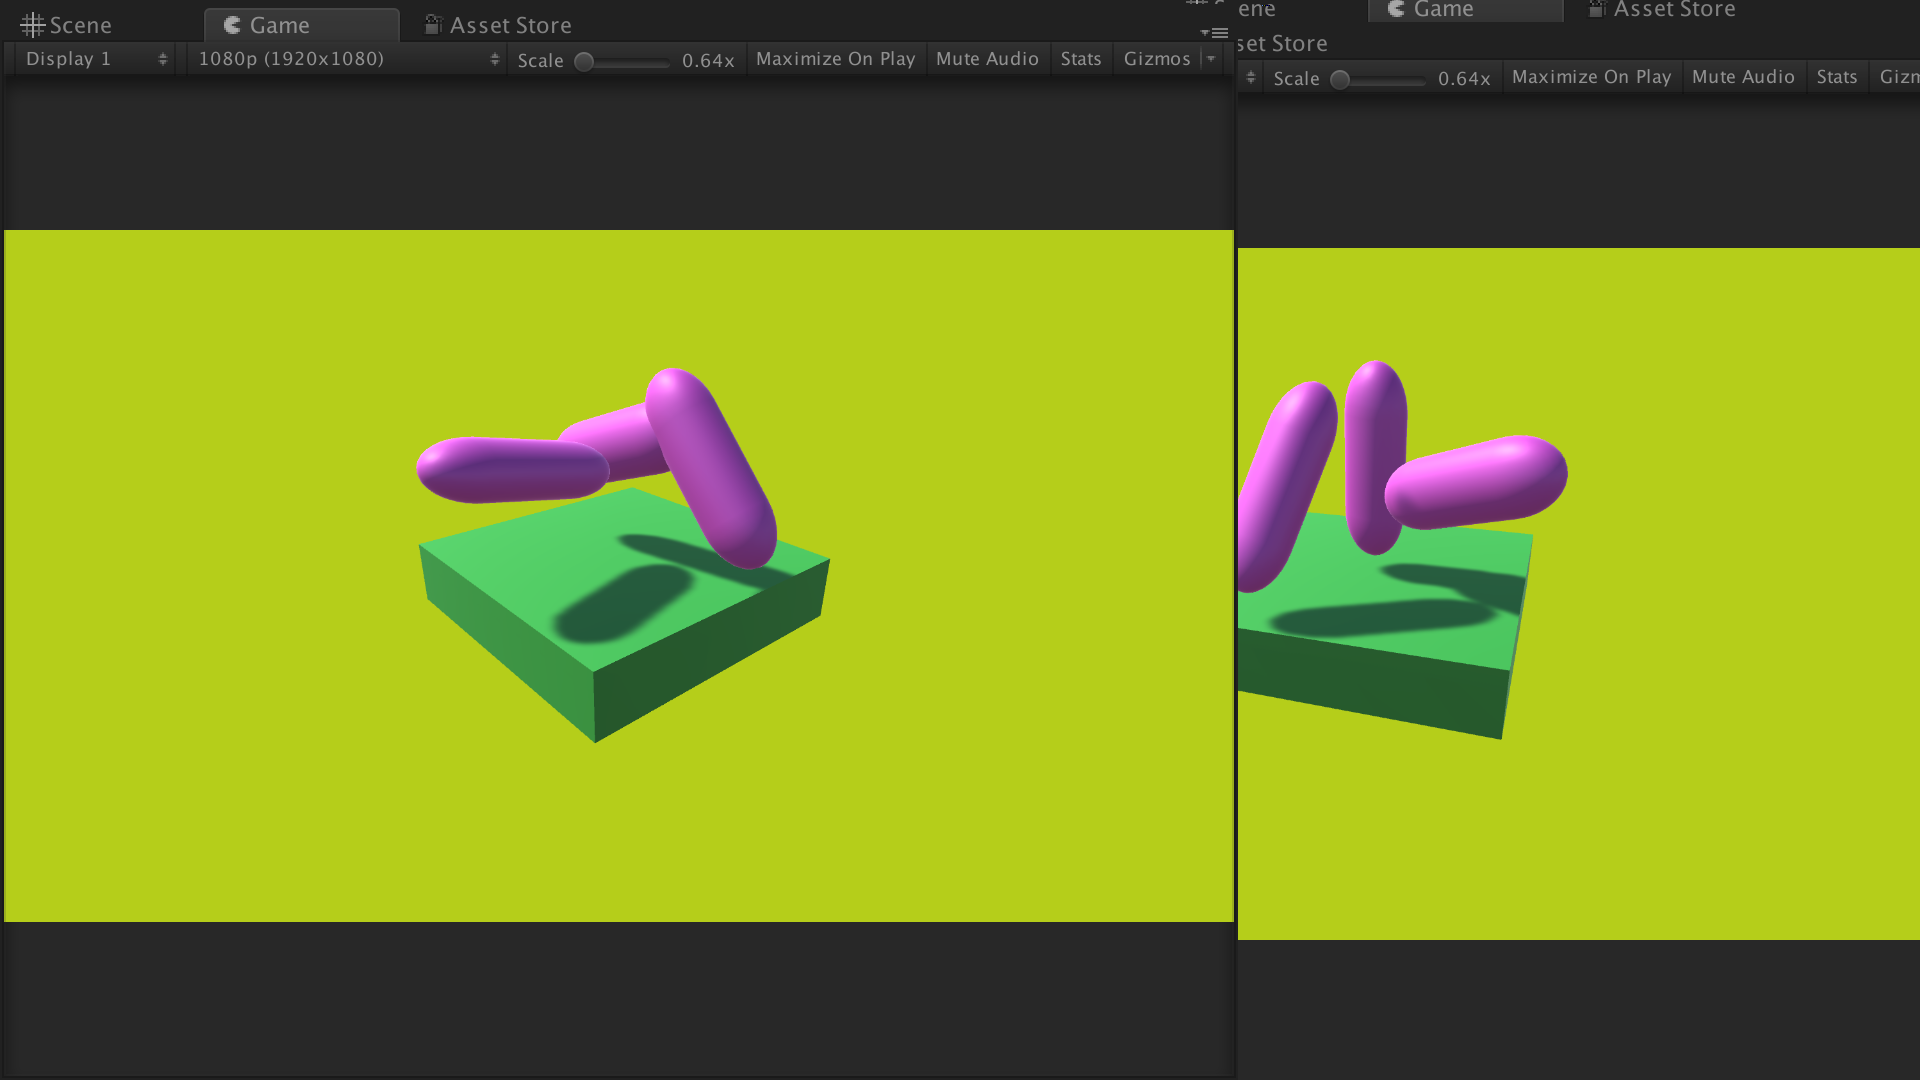 Scene Game Asset Store
Display 1 1080p (1920x1080) Scale 0.64x Maximize On Play Mute Audio Stats Gizmos
ene Game Asset Store
set Store
Scale 0.64x Maximize On Play Mute Audio Stats Gizm